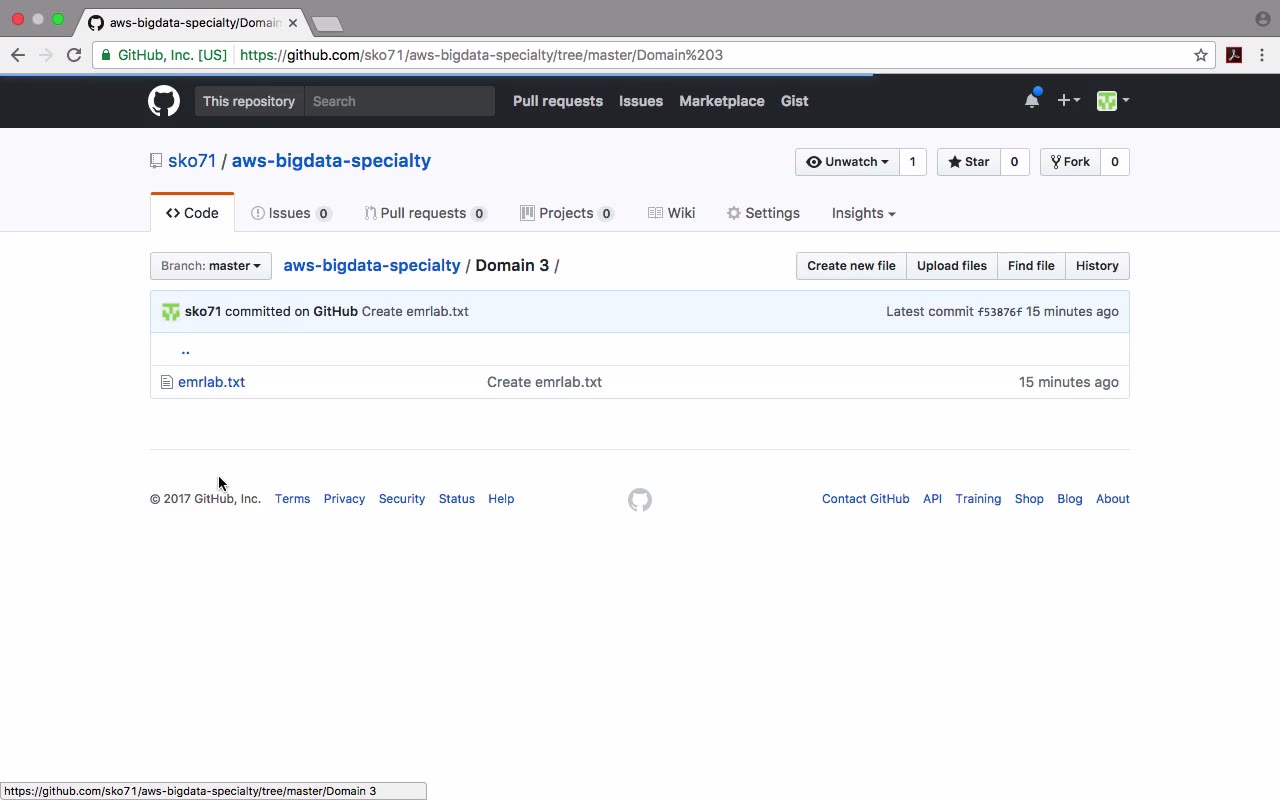 aws-bigdata-specialty/Domain
GitHub, Inc. [US] https://github.com/sko71/aws-bigdata-specialty/tree/master/Domain%203
This repository Search Pull requests Issues Marketplace Gist
sko71 / aws-bigdata-specialty Unwatch 1 Star 0 Fork 0
Code Issues 0 Pull requests 0 Projects 0 Wiki Settings Insights
Branch: master aws-bigdata-specialty / Domain 3 / Create new file Upload files Find file History
sko71 committed on GitHub Create emrlab.txt Latest commit f53876f 15 minutes ago
..
emrlab.txt Create emrlab.txt 15 minutes ago
© 2017 GitHub, Inc. Terms Privacy Security Status Help Contact GitHub API Training Shop Blog About
https://github.com/sko71/aws-bigdata-specialty/tree/master/Domain 3